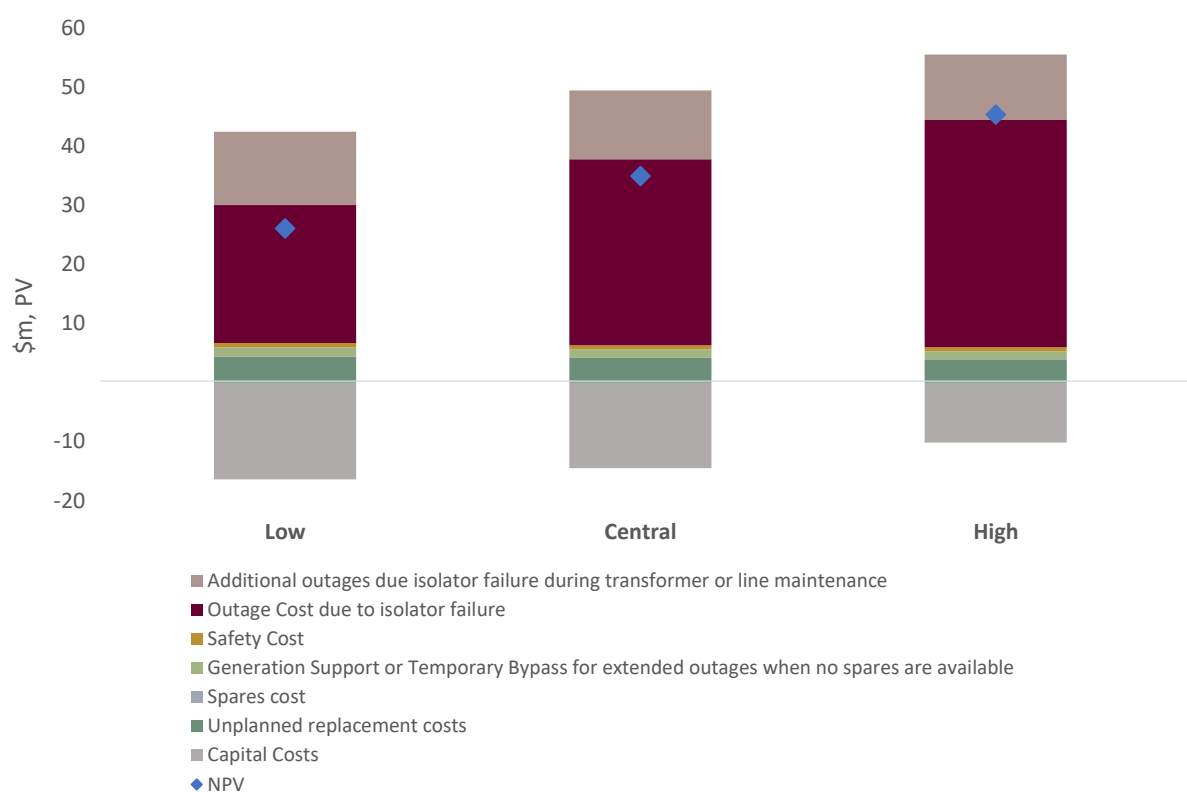 60
50
40
30
20
10
-10
-20
$m, PV
Low
Central
High
Additional outages due isolator failure during transformer or line maintenance
Outage Cost due to isolator failure
Safety Cost
Generation Support or Temporary Bypass for extended outages when no spares are available
Spares cost
Unplanned replacement costs
Capital Costs
NPV